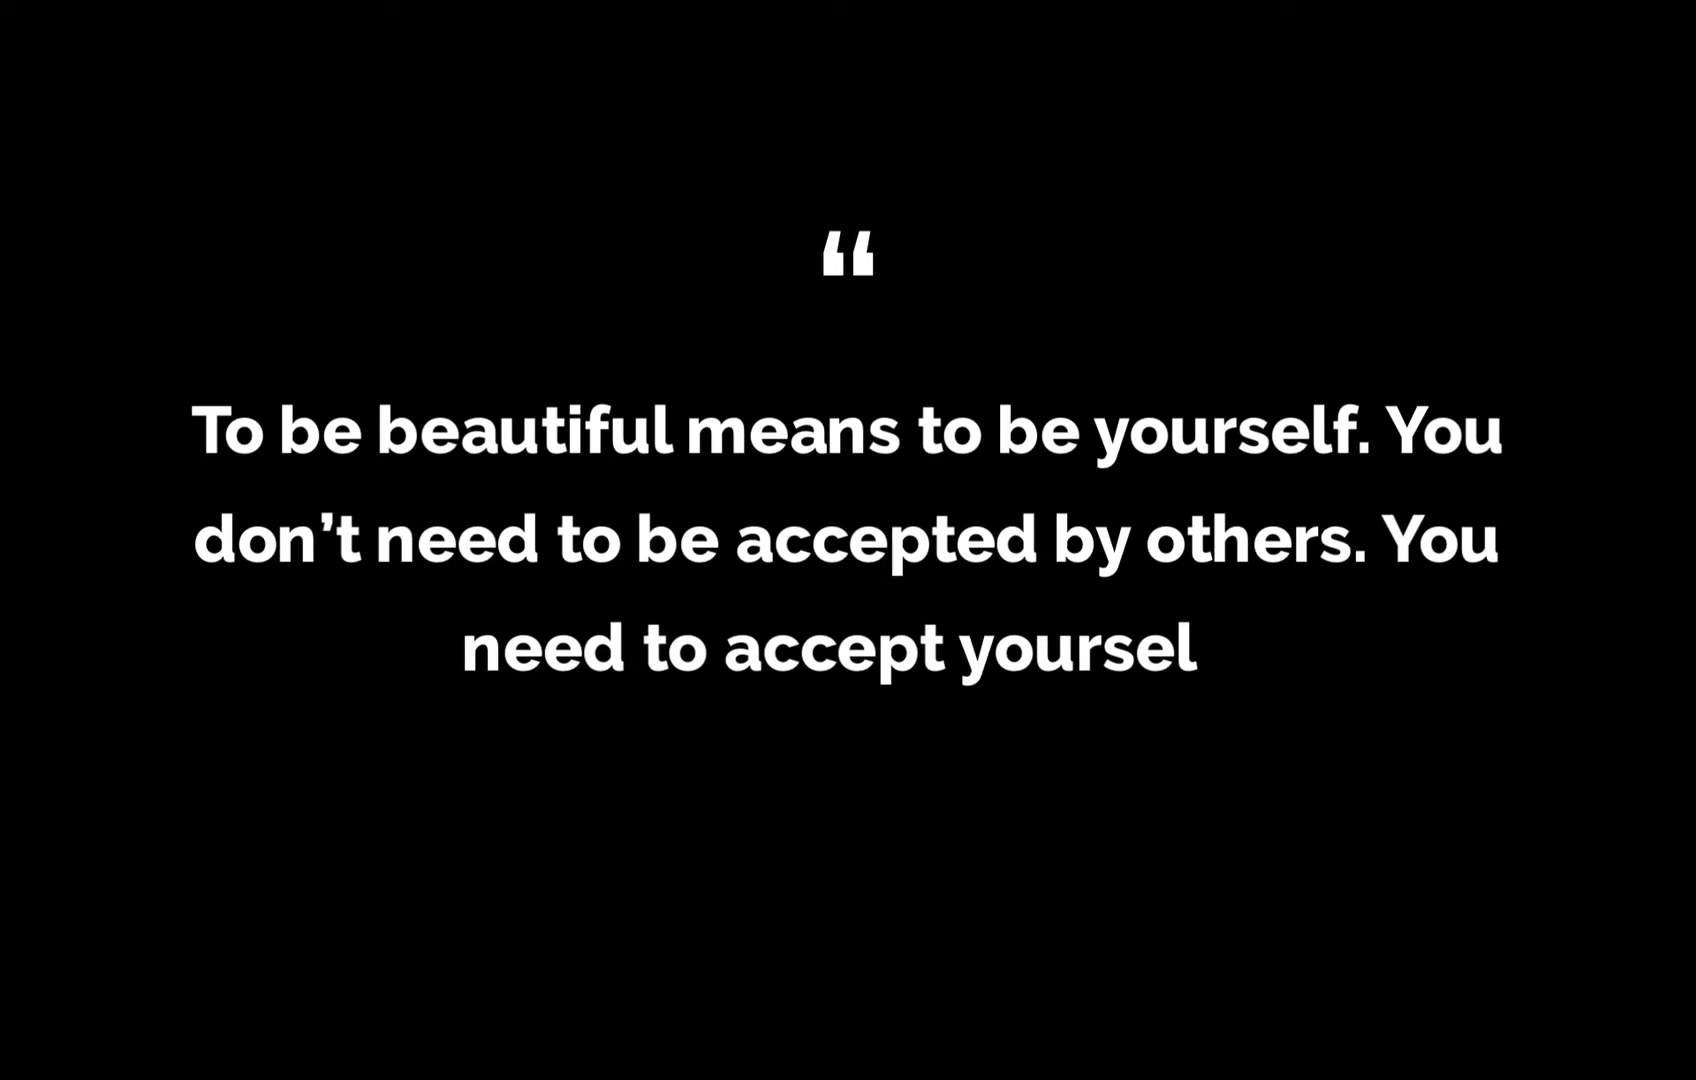 “
To be beautiful means to be yourself. You
don’t need to be accepted by others. You
need to accept yoursel